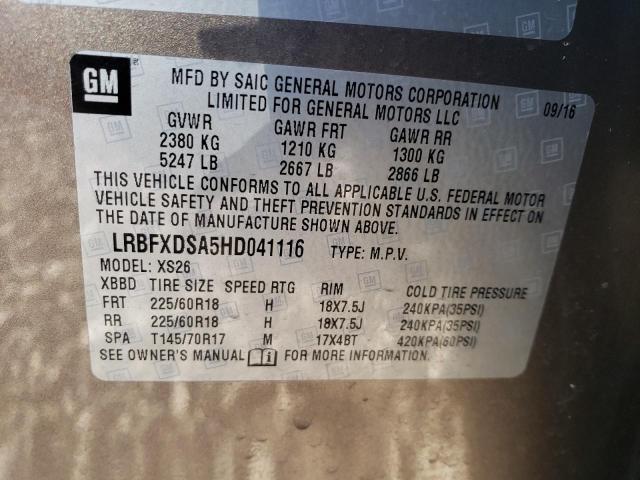 GM
MFD BY SAIC GENERAL MOTORS CORPORATION
LIMITED FOR GENERAL MOTORS LLC
09/16
GVWR GAWR FRT GAWR RR
2380 KG 1210 KG 1300 KG
5247 LB 2667 LB 2866 LB
THIS VEHICLE CONFORMS TO ALL APPLICABLE U.S. FEDERAL MOTOR
VEHICLE SAFETY AND THEFT PREVENTION STANDARDS IN EFFECT ON
THE DATE OF MANUFACTURE SHOWN ABOVE.
LRBFXDSA5HD041116 TYPE: M.P.V.
MODEL: XS26
XBBD TIRE SIZE SPEED RTG RIM COLD TIRE PRESSURE
FRT 225/60R18 H 18X7.5J 240KPA(35PSI)
RR 225/60R18 H 18X7.5J 240KPA(35PSI)
SPA T145/70R17 M 17X4BT 420KPA(60PSI)
SEE OWNER'S MANUAL FOR MORE INFORMATION.